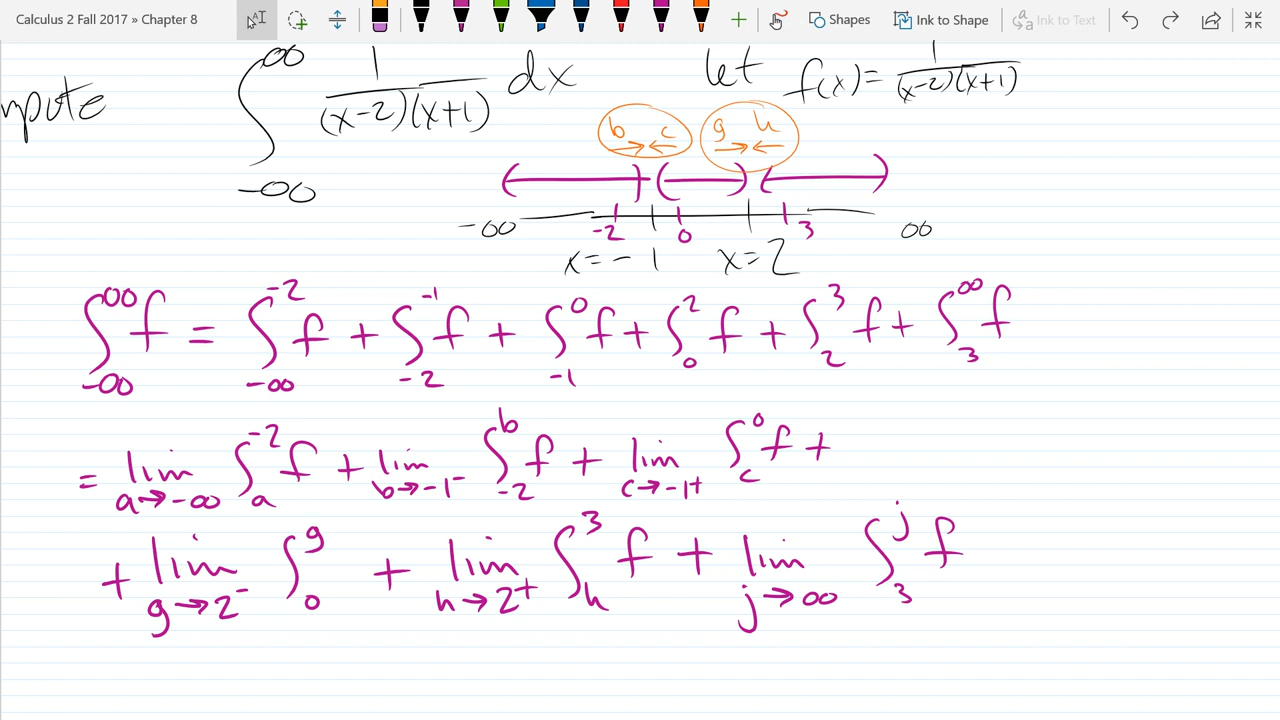 Calculus 2 Fall 2017 » Chapter 8
Shapes
Ink to Shape
Ink to Text
∫_{-∞}^{∞} 1/((x-2)(x+1)) dx let f(x) = 1/((x-2)(x+1))
b c g h
-∞ -2 0 3 ∞
x = -1 x = 2
∫_{-∞}^{∞} f = ∫_{-∞}^{-2} f + ∫_{-2}^{-1} f + ∫_{-1}^{0} f + ∫_{0}^{2} f + ∫_{2}^{3} f + ∫_{3}^{∞} f
= lim_{a→-∞} ∫_{a}^{-2} f + lim_{b→-1^-} ∫_{-2}^{b} f + lim_{c→-1^+} ∫_{c}^{0} f +
+ lim_{g→2^-} ∫_{0}^{g} + lim_{h→2^+} ∫_{h}^{3} f + lim_{j→∞} ∫_{3}^{j} f